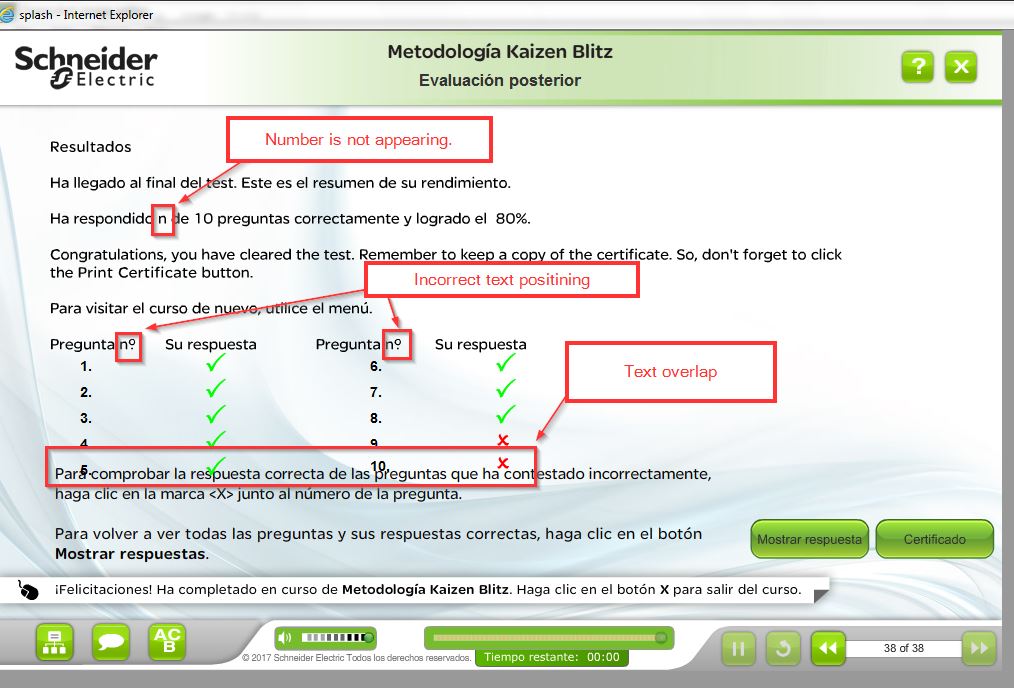 splash - Internet Explorer
Schneider
Electric
Metodología Kaizen Blitz
Evaluación posterior
?
X
Resultados
Number is not appearing.
Ha llegado al final del test. Este es el resumen de su rendimiento.
Ha respondido n de 10 preguntas correctamente y logrado el 80%.
Congratulations, you have cleared the test. Remember to keep a copy of the certificate. So, don't forget to click
the Print Certificate button.
Incorrect text positining
Para visitar el curso de nuevo, utilice el menú.
Pregunta nº Su respuesta Pregunta nº Su respuesta
Text overlap
1. 6.
2. 7.
3. 8.
4. 9.
5. 10.
Para comprobar la respuesta correcta de las preguntas que ha contestado incorrectamente,
haga clic en la marca <X> junto al número de la pregunta.
Para volver a ver todas las preguntas y sus respuestas correctas, haga clic en el botón
Mostrar respuestas.
Mostrar respuesta Certificado
¡Felicitaciones! Ha completado en curso de Metodología Kaizen Blitz. Haga clic en el botón X para salir del curso.
AC
B
© 2017 Schneider Electric Todos los derechos reservados.
Tiempo restante: 00:00
38 of 38